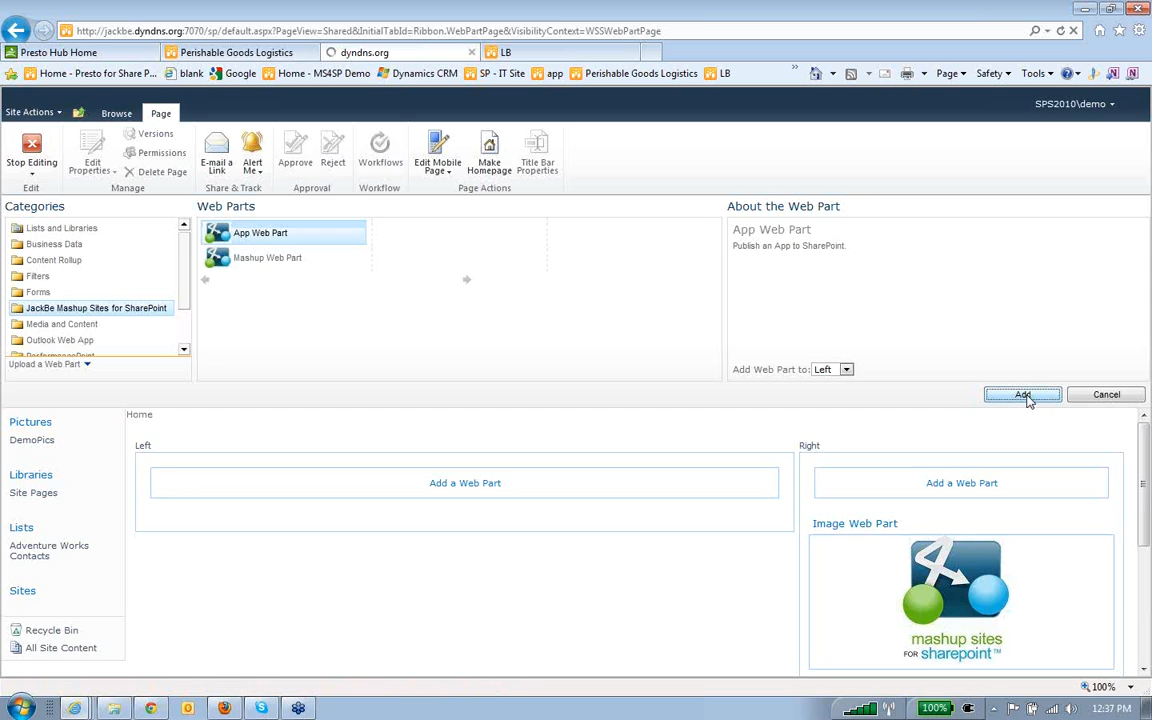 http://jackbe.dyndns.org:7070/sp/default.aspx?PageView=Shared&InitialTabId=Ribbon.WebPartPage&VisibilityContext=WSSWebPartPage
Presto Hub Home
Perishable Goods Logistics
dyndns.org
LB
Home - Presto for Share P...
blank
Google
Home - MS4SP Demo
Dynamics CRM
SP - IT Site
app
Perishable Goods Logistics
LB
Page
Safety
Tools
Site Actions
Browse
Page
SPS2010\demo
Stop Editing
Edit Properties
Versions
Permissions
Delete Page
E-mail a Link
Alert Me
Approve
Reject
Workflows
Edit Mobile Page
Make Homepage
Title Bar Properties
Edit
Manage
Share & Track
Approval
Workflow
Page Actions
Categories
Web Parts
About the Web Part
Lists and Libraries
Business Data
Content Rollup
Filters
Forms
JackBe Mashup Sites for SharePoint
Media and Content
Outlook Web App
PerformancePoint
Upload a Web Part
App Web Part
Mashup Web Part
App Web Part
Publish an App to SharePoint.
Add Web Part to:
Left
Add
Cancel
Pictures
DemoPics
Libraries
Site Pages
Lists
Adventure Works
Contacts
Sites
Recycle Bin
All Site Content
Home
Left
Add a Web Part
Right
Add a Web Part
Image Web Part
4
mashup sites
FOR sharepoint™
100%
100%
12:37 PM